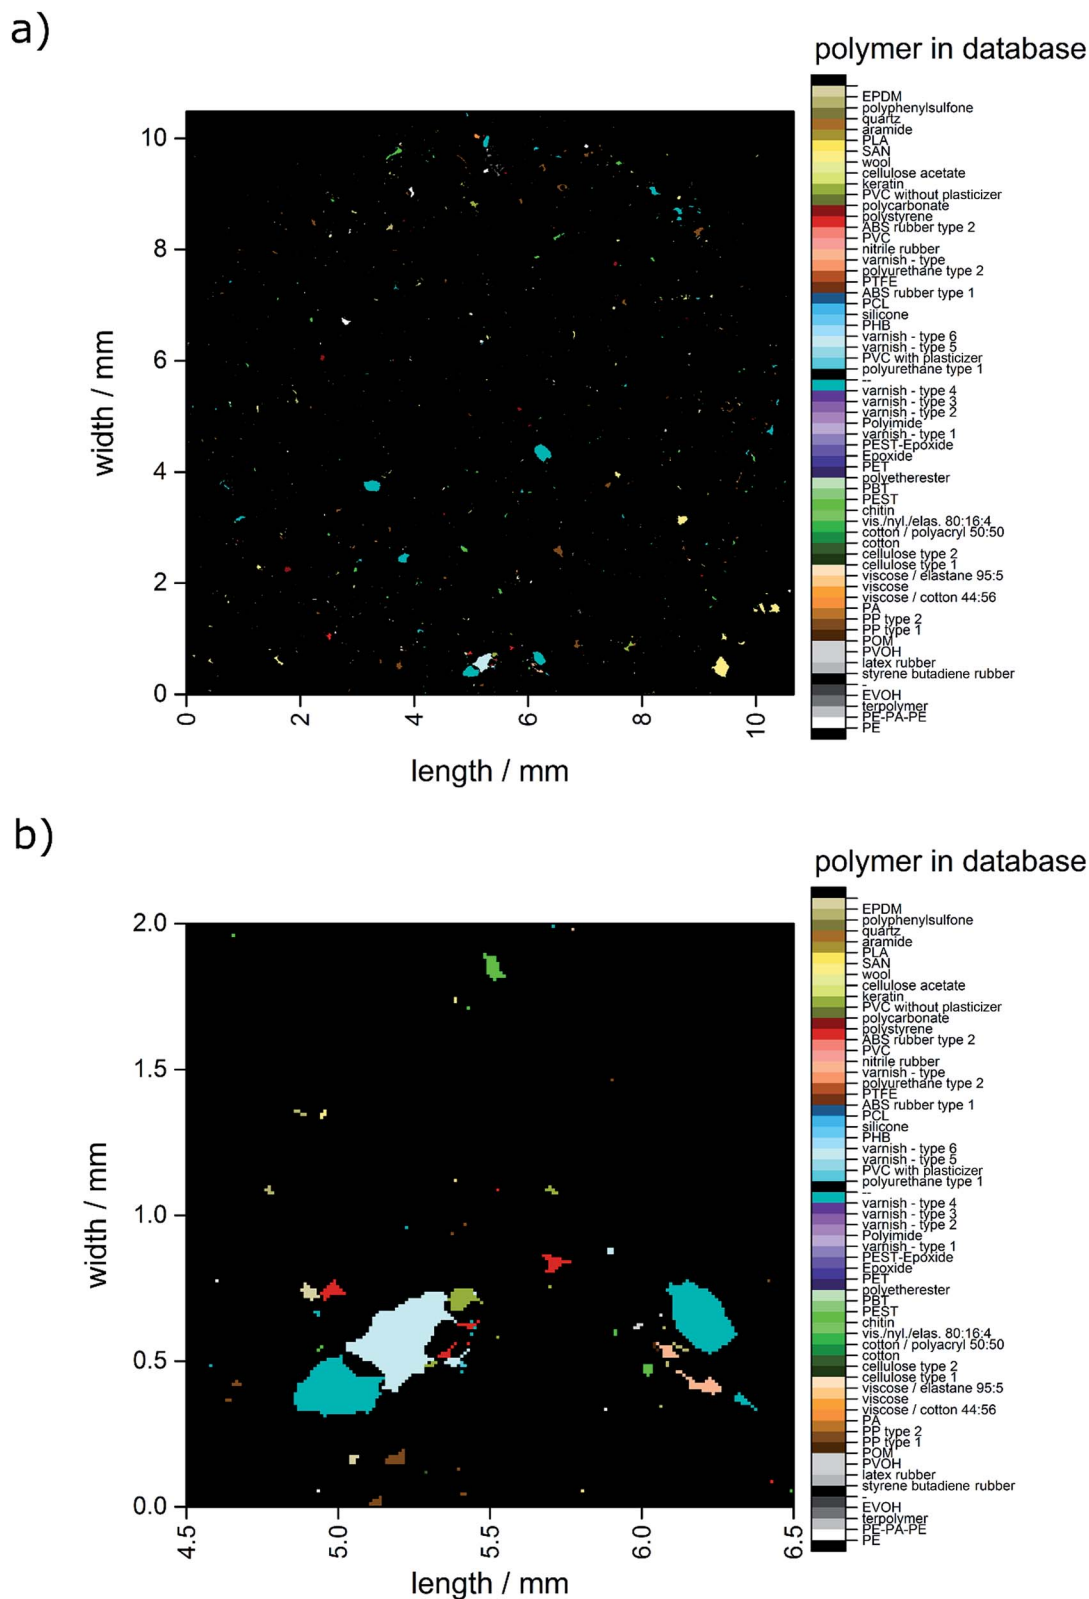 a)
polymer in database
EPDM
polyphenylsulfone
quartz
aramide
PLA
SAN
wool
cellulose acetate
keratin
PVC without plasticizer
polycarbonate
polystyrene
ABS rubber type 2
PVC
nitrile rubber
varnish - type
polyurethane type 2
PTFE
ABS rubber type 1
PCL
silicone
PHB
varnish - type 6
varnish - type 5
PVC with plasticizer
polyurethane type 1
--
varnish - type 4
varnish - type 3
varnish - type 2
Polyimide
varnish - type 1
PEST-Epoxide
Epoxide
PET
polyetherester
PBT
PEST
chitin
vis./nyl./elas. 80:16:4
cotton / polyacryl 50:50
cotton
cellulose type 2
cellulose type 1
viscose / elastane 95:5
viscose
viscose / cotton 44:56
PA
PP type 2
PP type 1
POM
PVOH
latex rubber
styrene butadiene rubber
-
EVOH
terpolymer
PE-PA-PE
PE
width / mm
10
8
6
4
2
0
0 2 4 6 8 10
length / mm
b)
polymer in database
EPDM
polyphenylsulfone
quartz
aramide
PLA
SAN
wool
cellulose acetate
keratin
PVC without plasticizer
polycarbonate
polystyrene
ABS rubber type 2
PVC
nitrile rubber
varnish - type
polyurethane type 2
PTFE
ABS rubber type 1
PCL
silicone
PHB
varnish - type 6
varnish - type 5
PVC with plasticizer
polyurethane type 1
--
varnish - type 4
varnish - type 3
varnish - type 2
Polyimide
varnish - type 1
PEST-Epoxide
Epoxide
PET
polyetherester
PBT
PEST
chitin
vis./nyl./elas. 80:16:4
cotton / polyacryl 50:50
cotton
cellulose type 2
cellulose type 1
viscose / elastane 95:5
viscose
viscose / cotton 44:56
PA
PP type 2
PP type 1
POM
PVOH
latex rubber
styrene butadiene rubber
-
EVOH
terpolymer
PE-PA-PE
PE
width / mm
2.0
1.5
1.0
0.5
0.0
4.5 5.0 5.5 6.0 6.5
length / mm